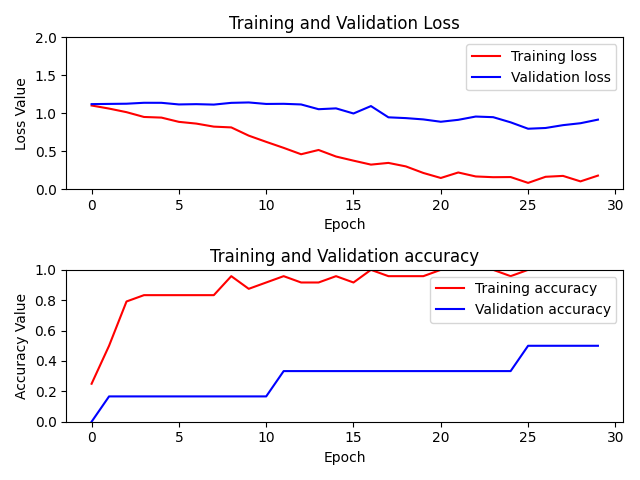 Training and Validation Loss
2.0
1.5
1.0
0.5
0.0
Loss Value
Training loss
Validation loss
0 5 10 15 20 25 30
Epoch
Training and Validation accuracy
1.0
0.8
0.6
0.4
0.2
0.0
Accuracy Value
Training accuracy
Validation accuracy
0 5 10 15 20 25 30
Epoch